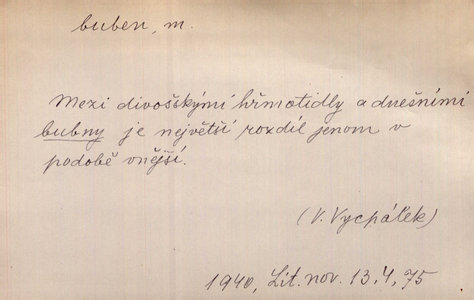 buben, m.
Mezi divošskými hřmotidly a dnešními
bubny je největší rozdíl jenom v
podobě vnější.
(V. Vycpálek)
1940, Lit. nov. 13, 4, 75